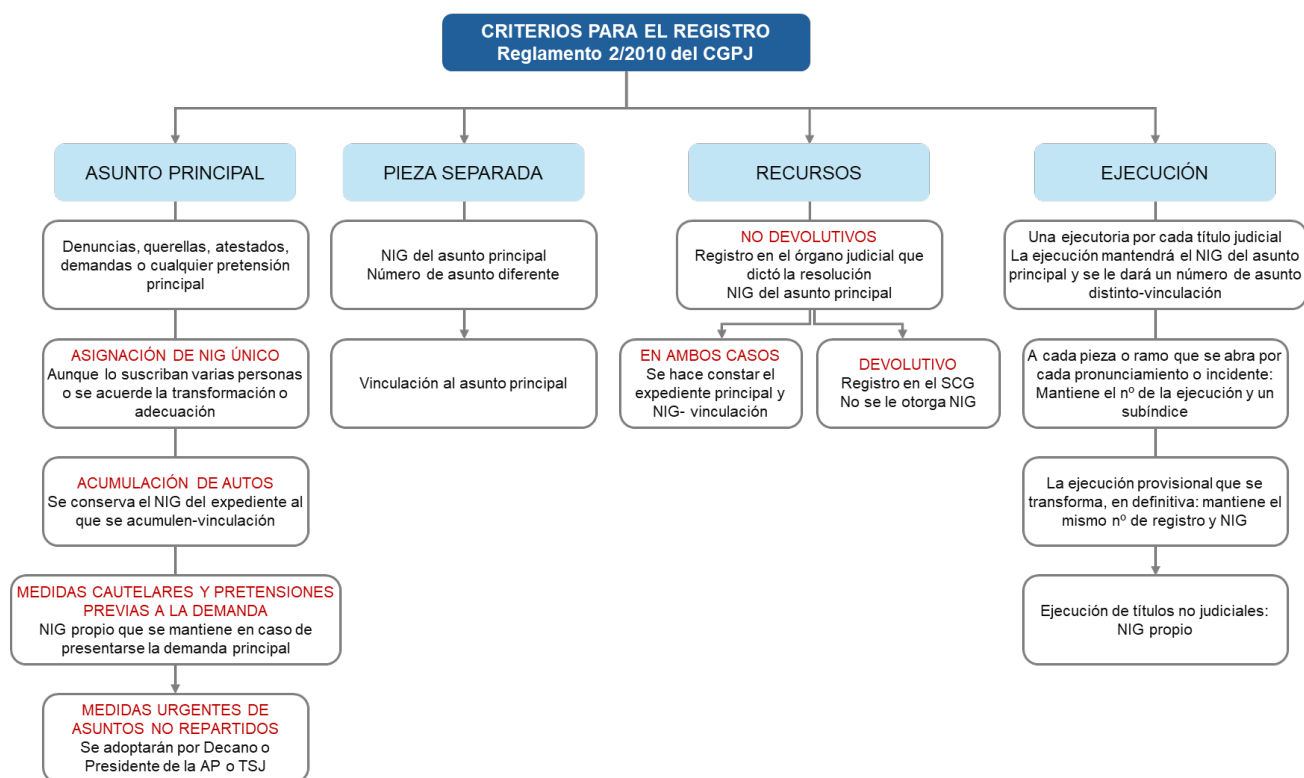 CRITERIOS PARA EL REGISTRO
Reglamento 2/2010 del CGPJ
ASUNTO PRINCIPAL
Denuncias, querellas, atestados,
demandas o cualquier pretensión
principal
ASIGNACIÓN DE NIG ÚNICO
Aunque lo suscriban varias personas
o se acuerde la transformación o
adecuación
ACUMULACIÓN DE AUTOS
Se conserva el NIG del expediente al
que se acumulen-vinculación
MEDIDAS CAUTELARES Y PRETENSIONES
PREVIAS A LA DEMANDA
NIG propio que se mantiene en caso de
presentarse la demanda principal
MEDIDAS URGENTES DE
ASUNTOS NO REPARTIDOS
Se adoptarán por Decano o
Presidente de la AP o TSJ
PIEZA SEPARADA
NIG del asunto principal
Número de asunto diferente
Vinculación al asunto principal
RECURSOS
NO DEVOLUTIVOS
Registro en el órgano judicial que
dictó la resolución
NIG del asunto principal
EN AMBOS CASOS
Se hace constar el
expediente principal y
NIG- vinculación
DEVOLUTIVO
Registro en el SCG
No se le otorga NIG
EJECUCIÓN
Una ejecutoria por cada título judicial
La ejecución mantendrá el NIG del asunto
principal y se le dará un número de asunto
distinto-vinculación
A cada pieza o ramo que se abra por
cada pronunciamiento o incidente:
Mantiene el nº de la ejecución y un
subíndice
La ejecución provisional que se
transforma, en definitiva: mantiene el
mismo nº de registro y NIG
Ejecución de títulos no judiciales:
NIG propio